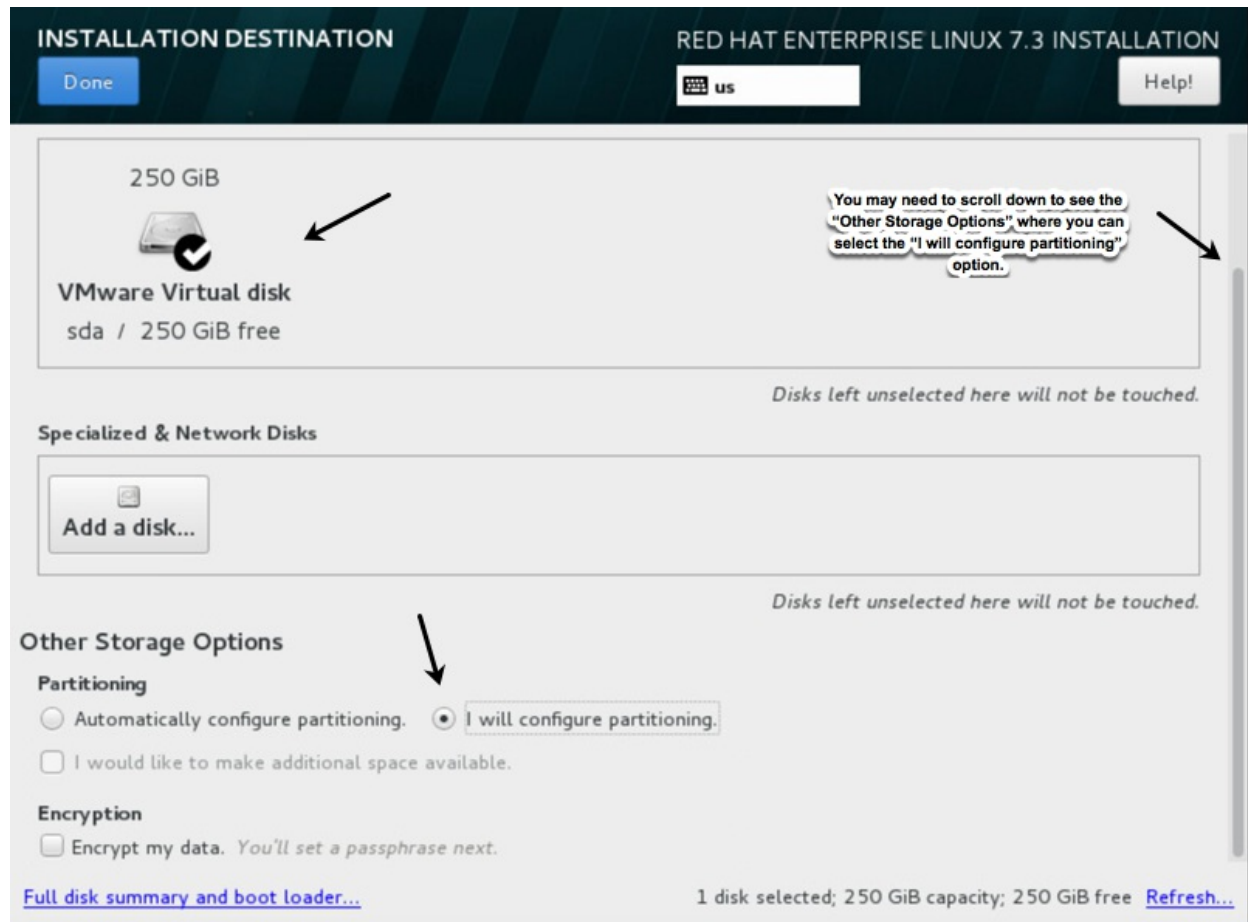 INSTALLATION DESTINATION
RED HAT ENTERPRISE LINUX 7.3 INSTALLATION
Done
us
Help!
250 GiB
VMware Virtual disk
sda / 250 GiB free
You may need to scroll down to see the
“Other Storage Options” where you can
select the “I will configure partitioning”
option.
Disks left unselected here will not be touched.
Specialized & Network Disks
Add a disk...
Disks left unselected here will not be touched.
Other Storage Options
Partitioning
Automatically configure partitioning. I will configure partitioning.
I would like to make additional space available.
Encryption
Encrypt my data. You'll set a passphrase next.
Full disk summary and boot loader... 1 disk selected; 250 GiB capacity; 250 GiB free Refresh...